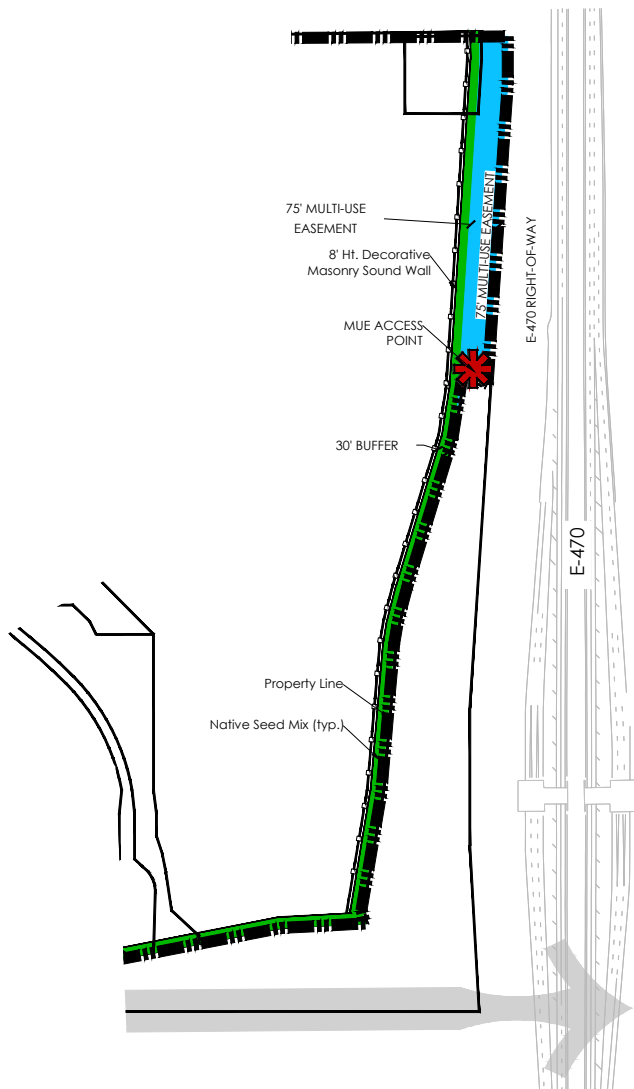 75' MULTI-USE
EASEMENT
8' Ht. Decorative
Masonry Sound Wall
75' MULTI-USE EASEMENT
E-470 RIGHT-OF-WAY
MUE ACCESS
POINT
30' BUFFER
E-470
Property Line
Native Seed Mix (typ.)